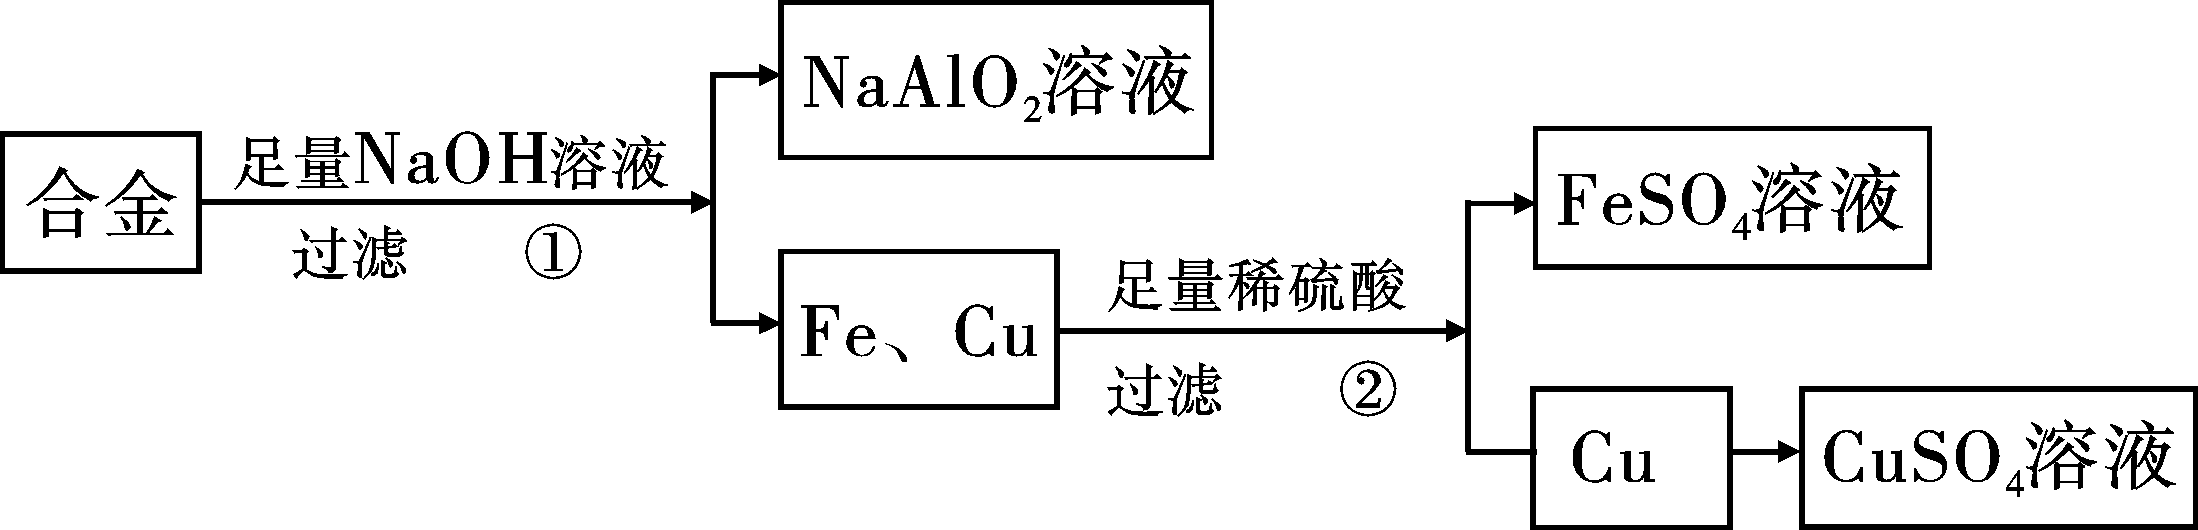 合金
足量NaOH溶液
过滤 ①
NaAlO₂溶液
Fe、Cu
足量稀硫酸
过滤 ②
FeSO₄溶液
Cu
CuSO₄溶液